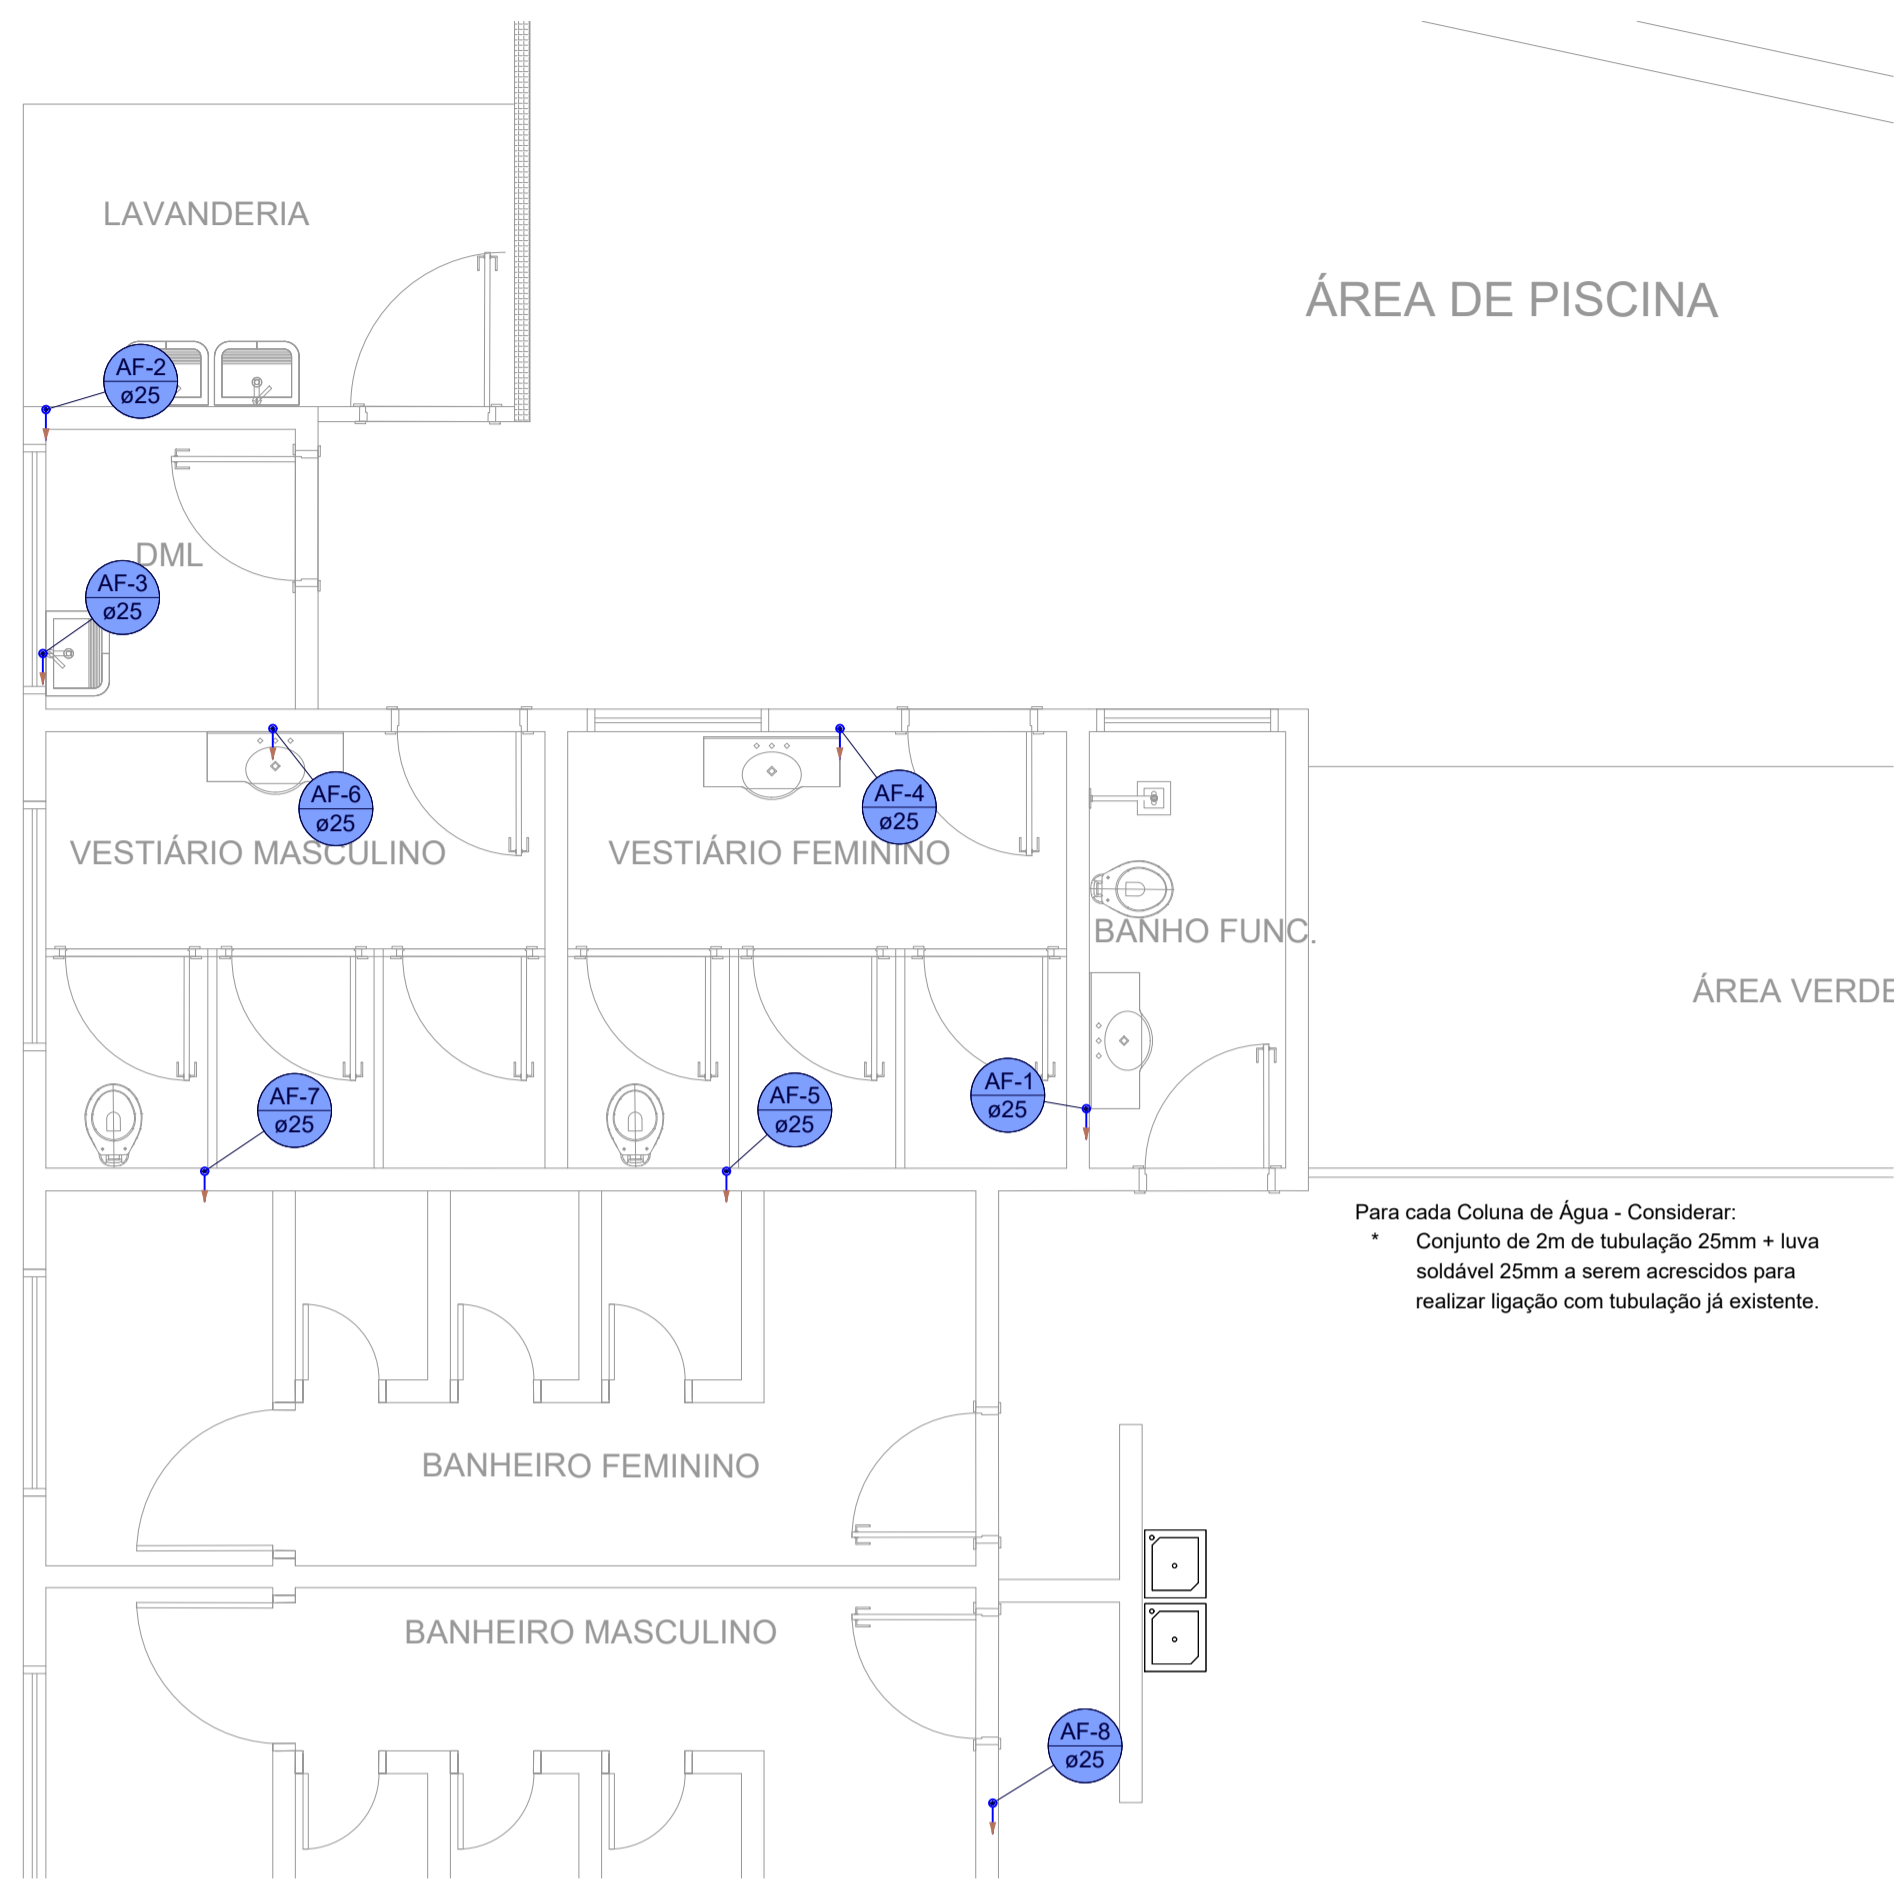 LAVANDERIA
ÁREA DE PISCINA
AF-2
ø25
DML
AF-3
ø25
AF-6
ø25
AF-4
ø25
VESTIÁRIO MASCULINO
VESTIÁRIO FEMININO
BANHO FUNC.
ÁREA VERDE
AF-7
ø25
AF-5
ø25
AF-1
ø25
Para cada Coluna de Água - Considerar:
* Conjunto de 2m de tubulação 25mm + luva
soldável 25mm a serem acrescidos para
realizar ligação com tubulação já existente.
BANHEIRO FEMININO
BANHEIRO MASCULINO
AF-8
ø25